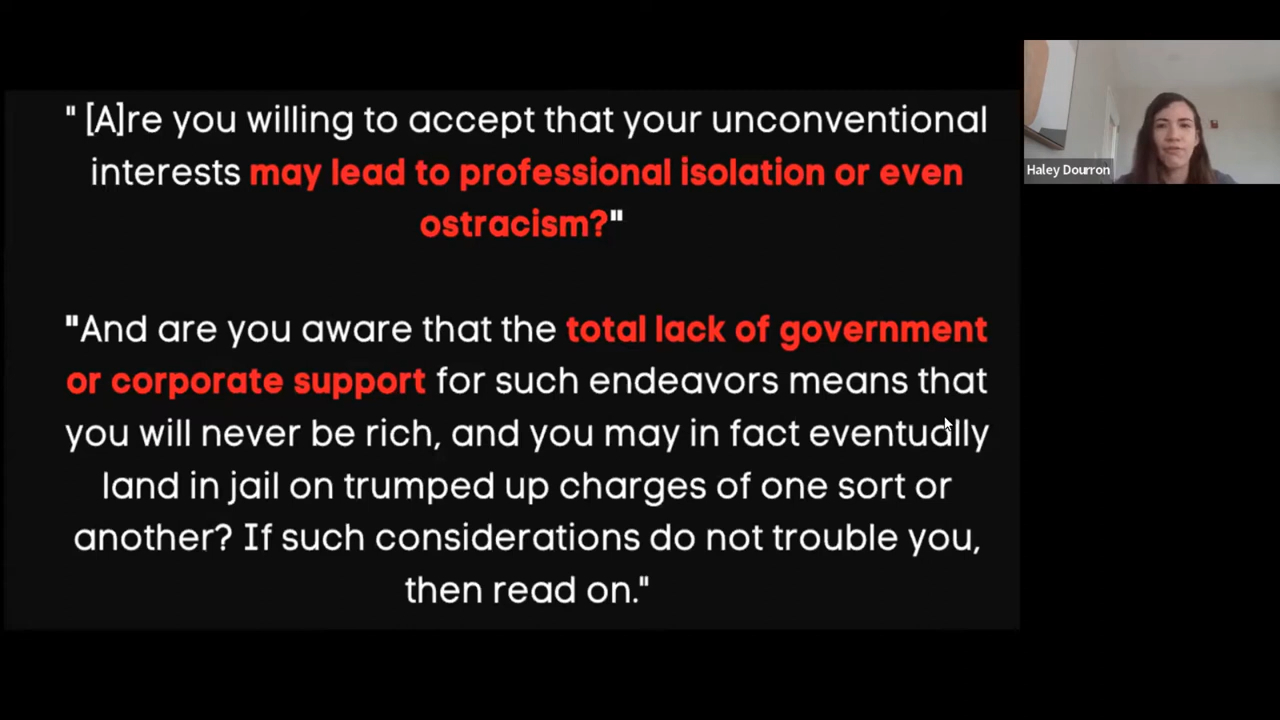 " [A]re you willing to accept that your unconventional
interests may lead to professional isolation or even
ostracism?"
"And are you aware that the total lack of government
or corporate support for such endeavors means that
you will never be rich, and you may in fact eventually
land in jail on trumped up charges of one sort or
another? If such considerations do not trouble you,
then read on."
Haley Dourron